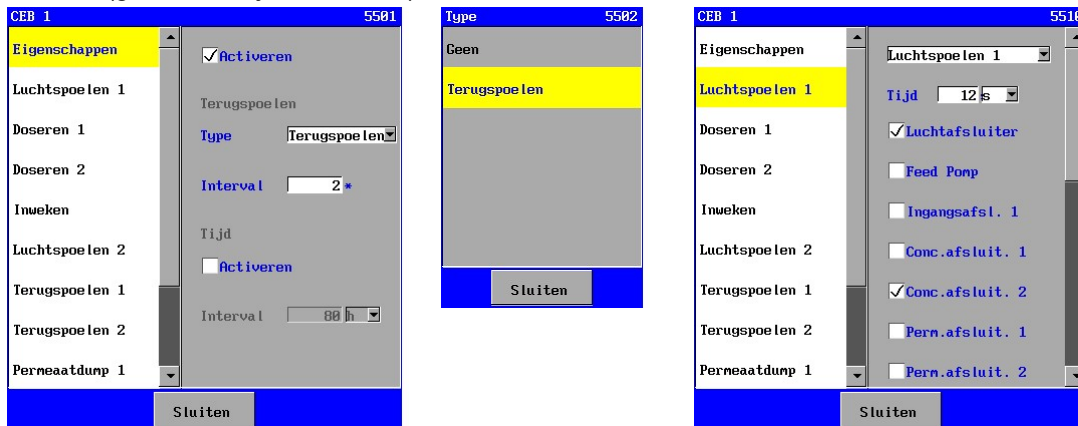 CEB 1 5501
Eigenschappen
Luchtspoelen 1
Doseren 1
Doseren 2
Inweken
Luchtspoelen 2
Terugspoelen 1
Terugspoelen 2
Permeaatdump 1
Activeren
Terugspoelen
Type Terugspoelen
Interval 2*
Tijd
Activeren
Interval 80 h
Sluiten
Type 5502
Geen
Terugspoelen
Sluiten
CEB 1 5510
Eigenschappen
Luchtspoelen 1
Doseren 1
Doseren 2
Inweken
Luchtspoelen 2
Terugspoelen 1
Terugspoelen 2
Permeaatdump 1
Luchtspoelen 1
Tijd 12 s
Luchtafsluiter
Feed Pomp
Ingangsafsl. 1
Conc.afsluit. 1
Conc.afsluit. 2
Perm.afsluit. 1
Perm.afsluit. 2
Sluiten